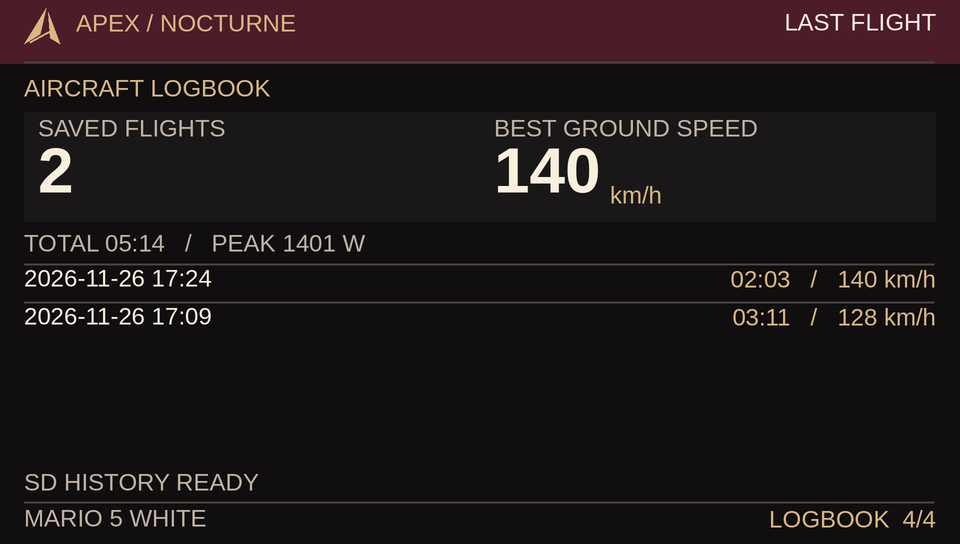 APEX / NOCTURNE LAST FLIGHT
AIRCRAFT LOGBOOK
SAVED FLIGHTS BEST GROUND SPEED
2 140 km/h
TOTAL 05:14 / PEAK 1401 W
2026-11-26 17:24 02:03 / 140 km/h
2026-11-26 17:09 03:11 / 128 km/h
SD HISTORY READY
MARIO 5 WHITE LOGBOOK 4/4